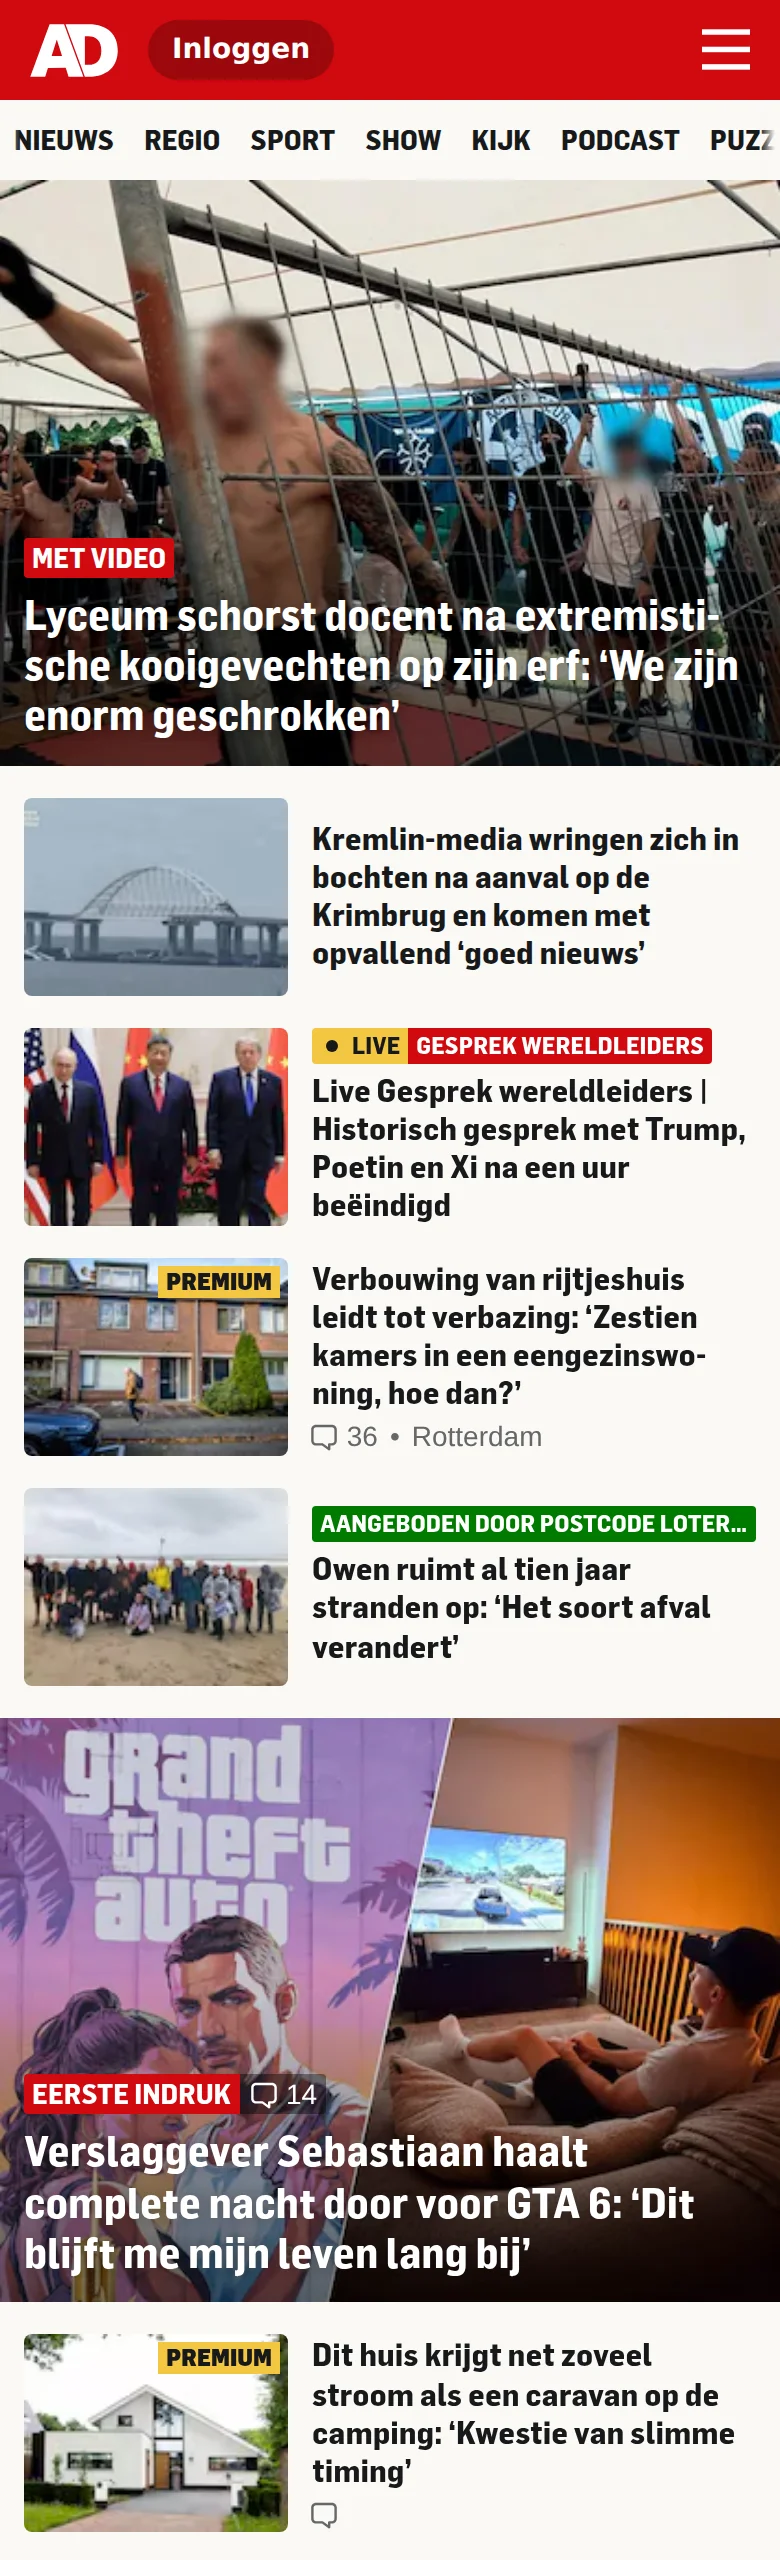 AD
Inloggen
NIEUWS REGIO SPORT SHOW KIJK PODCAST PUZZ
MET VIDEO
Lyceum schorst docent na extremisti-
sche kooigevechten op zijn erf: ‘We zijn
enorm geschrokken’
Kremlin-media wringen zich in
bochten na aanval op de
Krimbrug en komen met
opvallend ‘goed nieuws’
LIVE GESPREK WERELDLEIDERS
Live Gesprek wereldleiders |
Historisch gesprek met Trump,
Poetin en Xi na een uur
beëindigd
PREMIUM
Verbouwing van rijtjeshuis
leidt tot verbazing: ‘Zestien
kamers in een eengezinswo-
ning, hoe dan?’
36 • Rotterdam
AANGEBODEN DOOR POSTCODE LOTER...
Owen ruimt al tien jaar
stranden op: ‘Het soort afval
verandert’
grand
theft
auto
EERSTE INDRUK 14
Verslaggever Sebastiaan haalt
complete nacht door voor GTA 6: ‘Dit
blijft me mijn leven lang bij’
PREMIUM
Dit huis krijgt net zoveel
stroom als een caravan op de
camping: ‘Kwestie van slimme
timing’